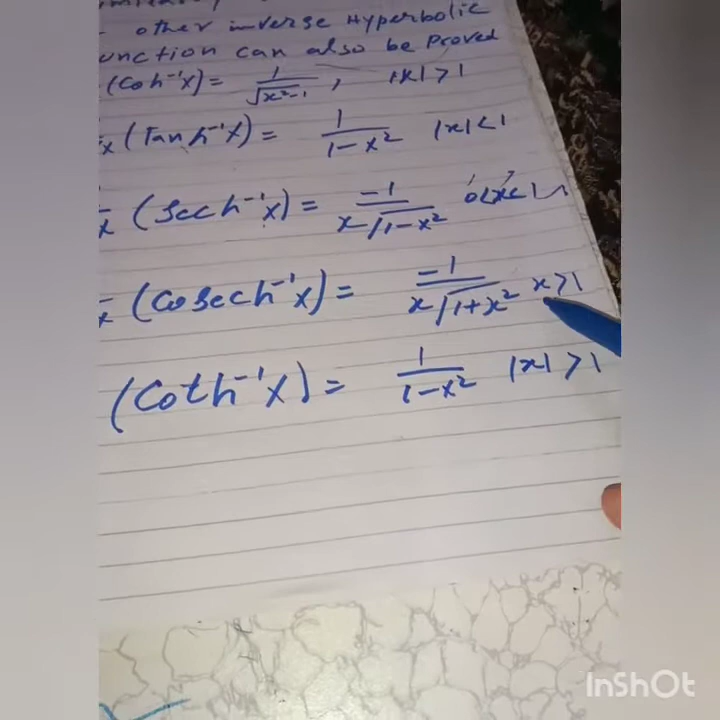 other inverse Hyperbolic
unction can also be proved
(Coh⁻¹x) = 1/√x²-1 , |x| > 1
x (Tanh⁻¹x) = 1/1-x² |x| < 1
x (Sech⁻¹x) = -1/x√1-x² 0<x<1
x (Cosech⁻¹x) = -1/x√1+x² x>1
(Coth⁻¹x) = 1/1-x² |x| > 1
InShOt